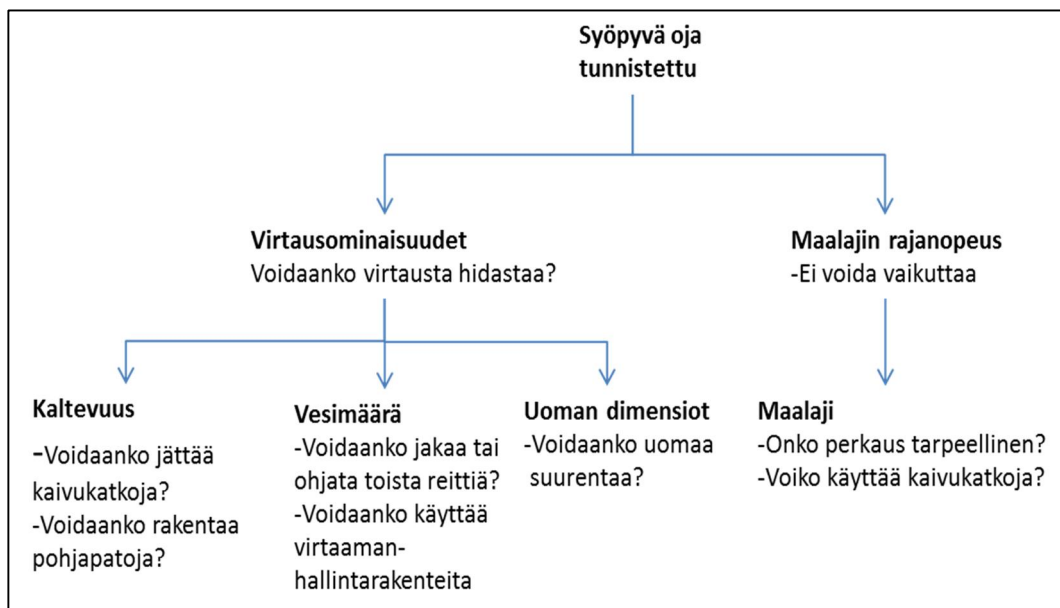 Syöpyvä oja
tunnistettu
Virtausominaisuudet
Voidaanko virtausta hidastaa?
Maalajin rajanopeus
-Ei voida vaikuttaa
Kaltevuus
-Voidaanko jättää
kaivukatkoja?
-Voidaanko rakentaa
pohjapatoja?
Vesimäärä
-Voidaanko jakaa tai
ohjata toista reittiä?
-Voidaanko käyttää
virtaaman-
hallintarakenteita
Uoman dimensiot
-Voidaanko uomaa
suurentaa?
Maalaji
-Onko perkaus tarpeellinen?
-Voiko käyttää kaivukatkoja?